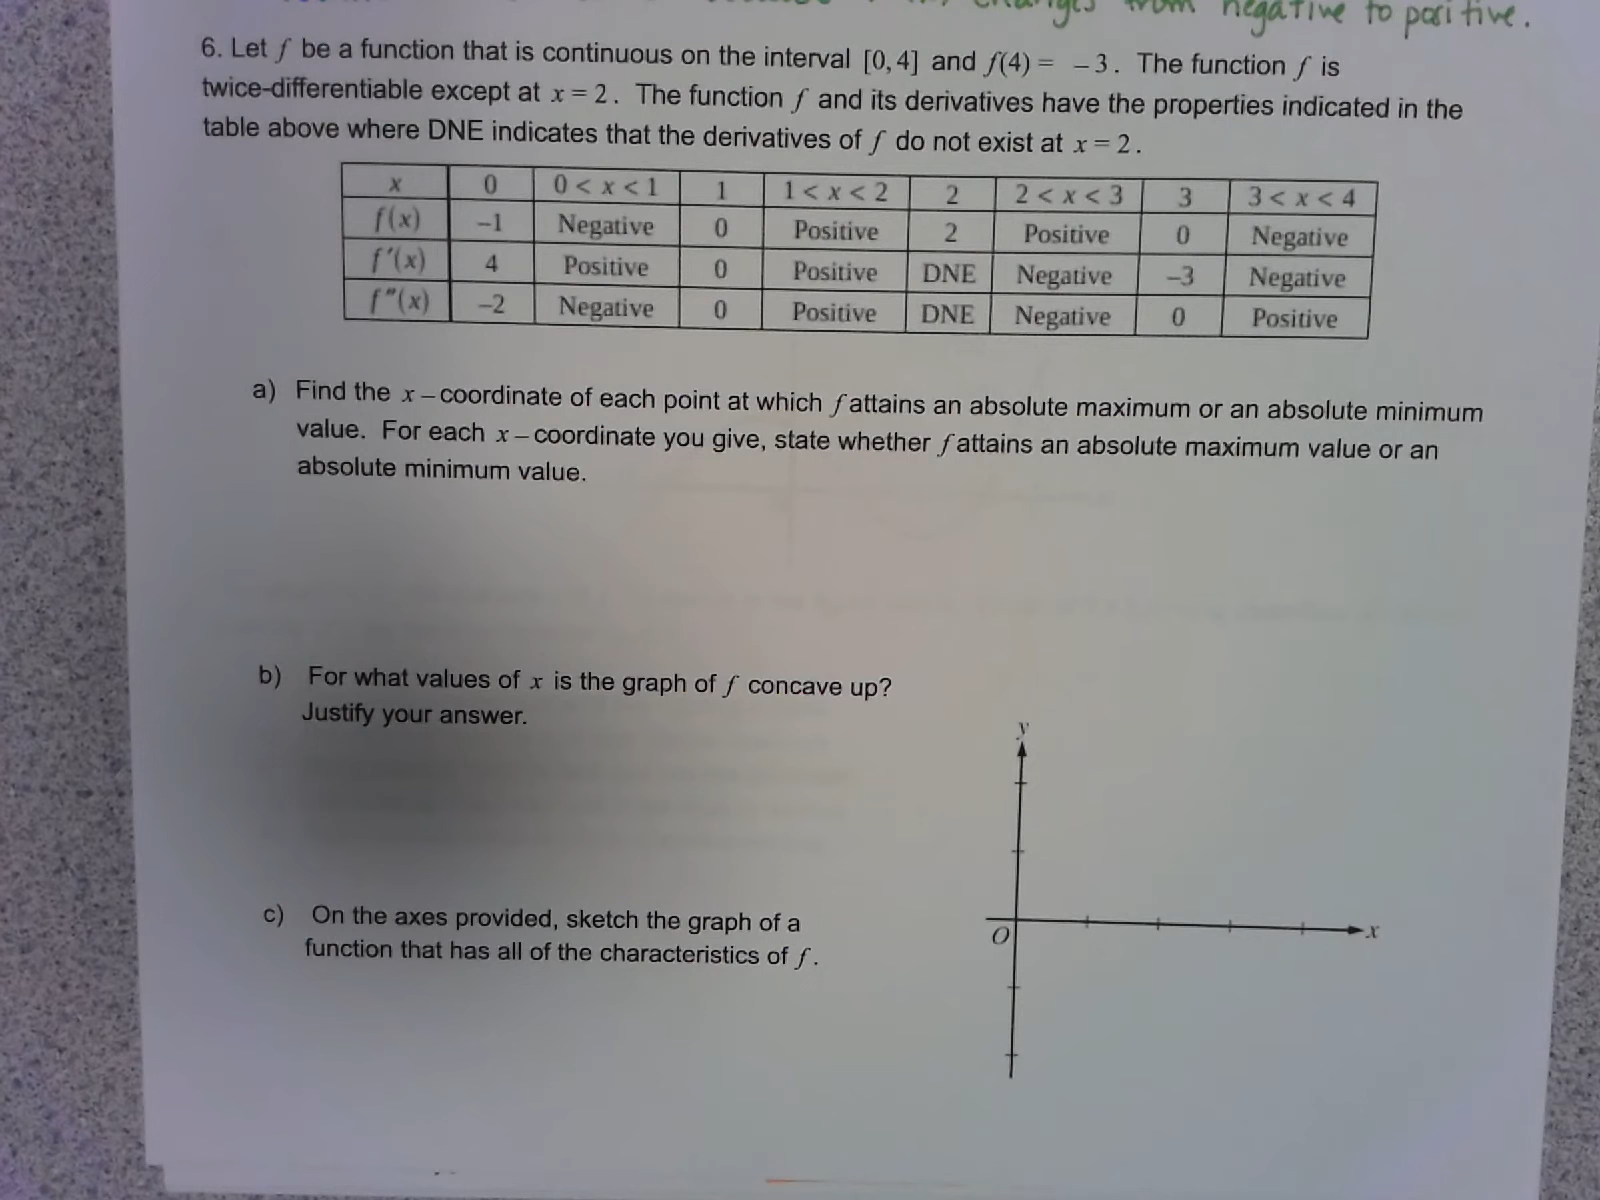 changes from negative to positive.
6. Let f be a function that is continuous on the interval [0,4] and f(4) = −3. The function f is
twice-differentiable except at x = 2. The function f and its derivatives have the properties indicated in the
table above where DNE indicates that the derivatives of f do not exist at x = 2.
x 0 0 < x < 1 1 1 < x < 2 2 2 < x < 3 3 3 < x < 4
f(x) −1 Negative 0 Positive 2 Positive 0 Negative
f′(x) 4 Positive 0 Positive DNE Negative −3 Negative
f″(x) −2 Negative 0 Positive DNE Negative 0 Positive
a) Find the x – coordinate of each point at which f attains an absolute maximum or an absolute minimum
value. For each x – coordinate you give, state whether f attains an absolute maximum value or an
absolute minimum value.
b) For what values of x is the graph of f concave up?
Justify your answer.
y
c) On the axes provided, sketch the graph of a
function that has all of the characteristics of f.
O
x